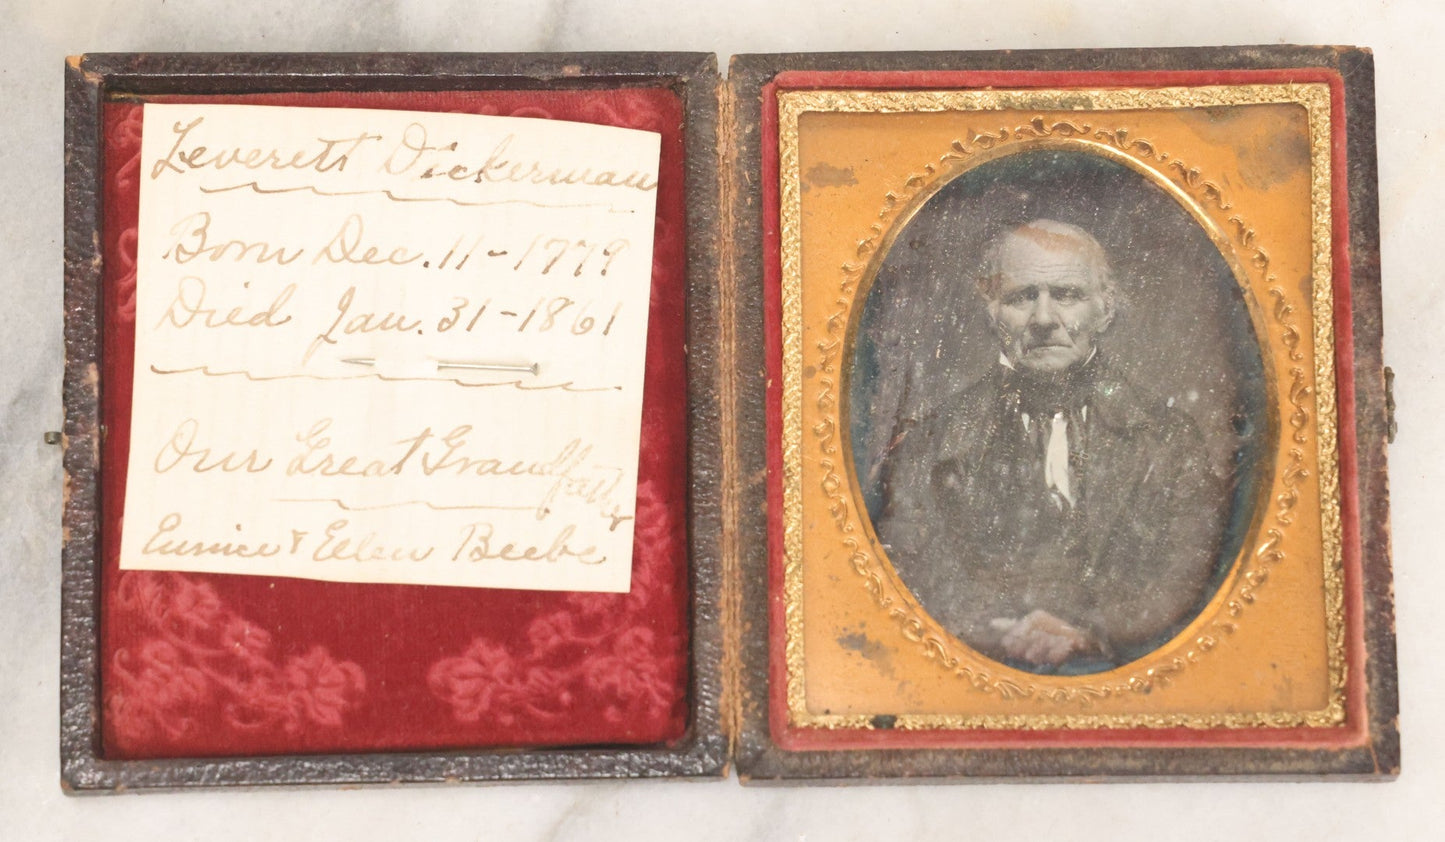 Leverett Dickerman
Born Dec. 11 - 1779
Died Jan. 31 - 1861
Our Great Grandfather
Eunice & Ellen Beebe